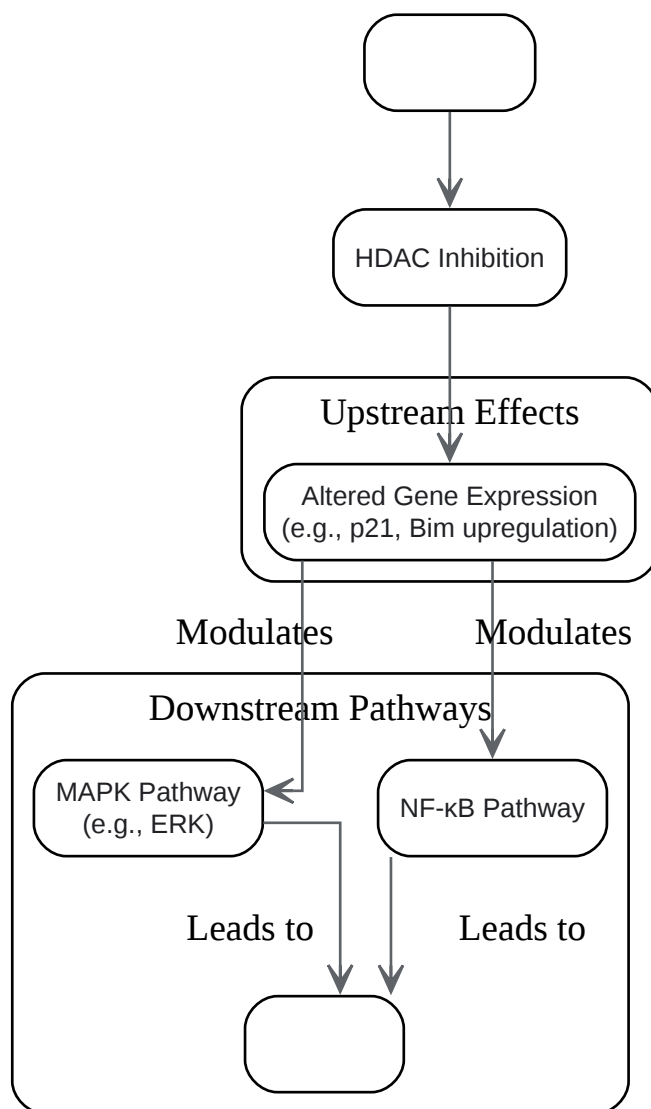 HDAC Inhibition
Upstream Effects
Altered Gene Expression
(e.g., p21, Bim upregulation)
Modulates
Modulates
Downstream Pathways
MAPK Pathway
(e.g., ERK)
NF-κB Pathway
Leads to
Leads to